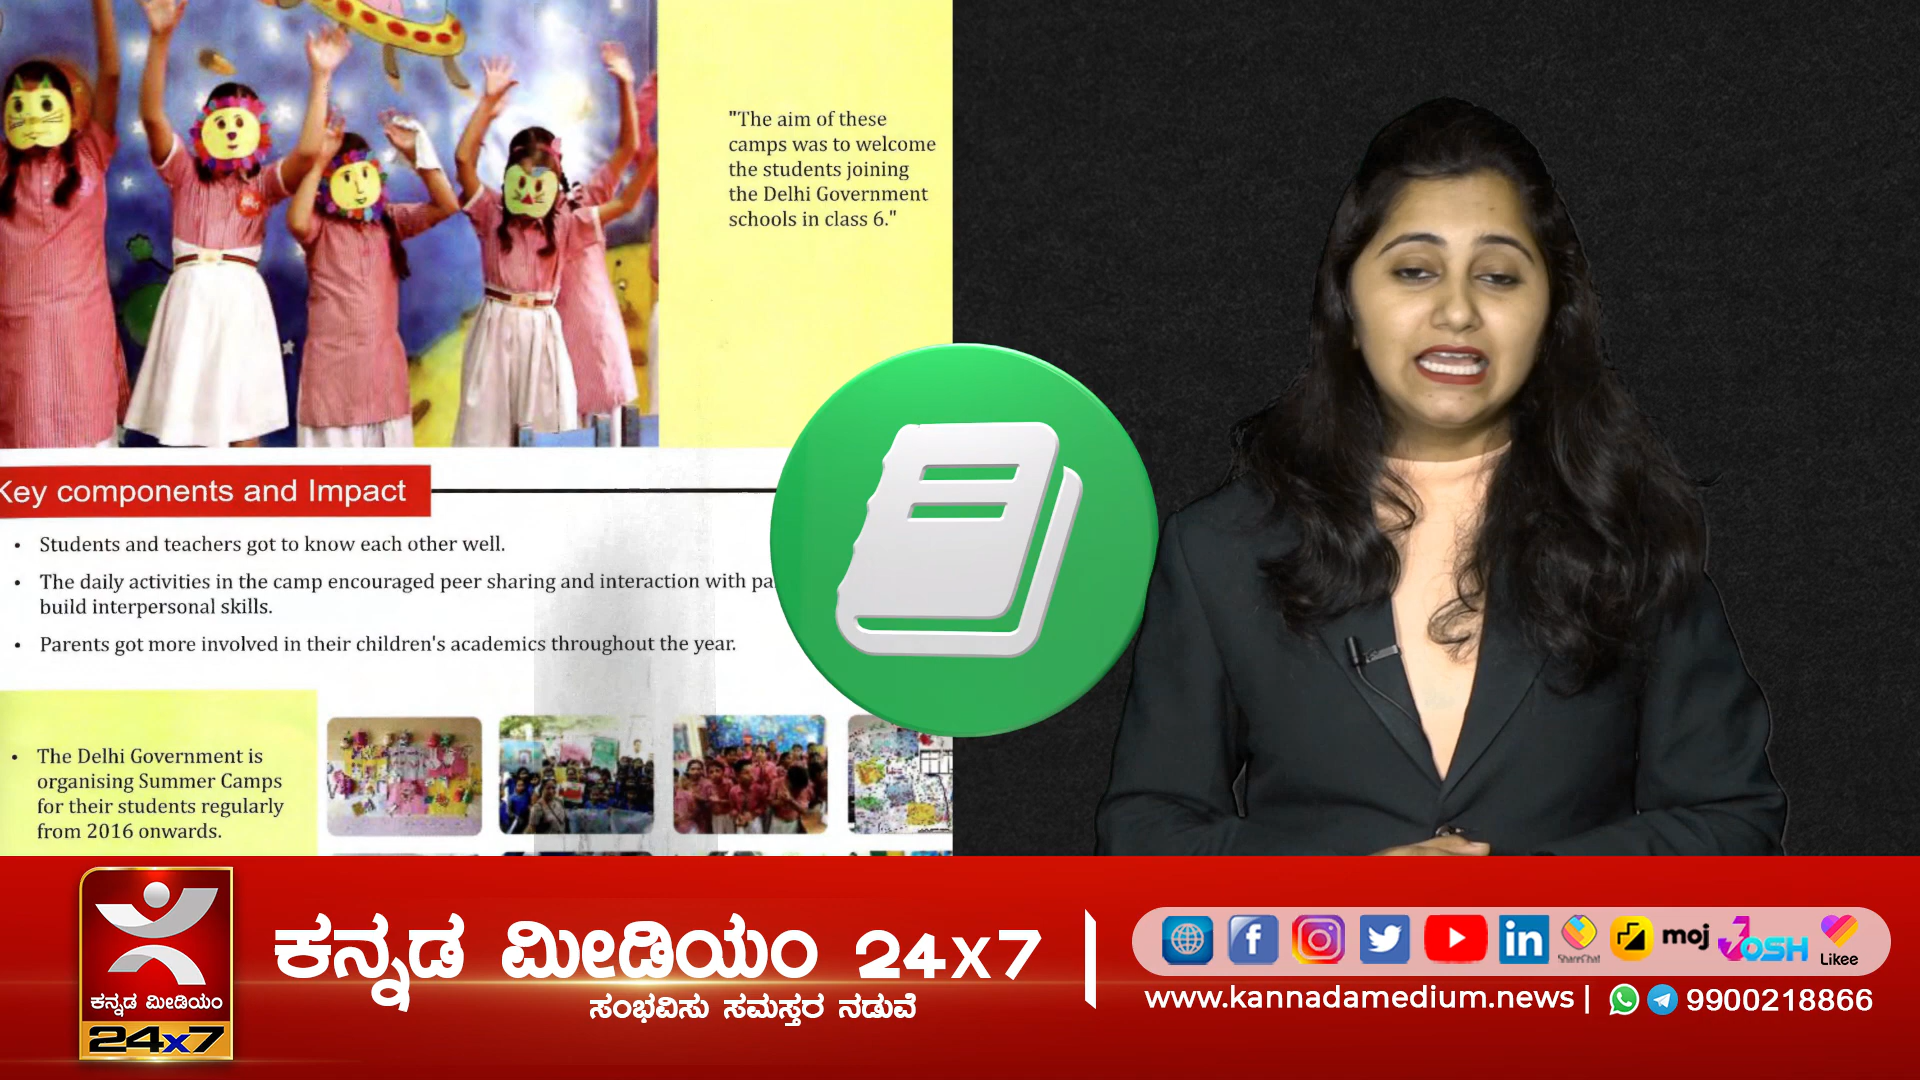 "The aim of these
camps was to welcome
the students joining
the Delhi Government
schools in class 6."
Key components and Impact
• Students and teachers got to know each other well.
• The daily activities in the camp encouraged peer sharing and interaction with pa
build interpersonal skills.
• Parents got more involved in their children's academics throughout the year.
• The Delhi Government is
organising Summer Camps
for their students regularly
from 2016 onwards.
ಕನ್ನಡ ಮೀಡಿಯಂ
24x7
ಕನ್ನಡ ಮೀಡಿಯಂ 24x7
ಸಂಭವಿಸು ಸಮಸ್ತರ ನಡುವೆ
f in ShareChat moj JOSH Likee
www.kannadamedium.news | 9900218866